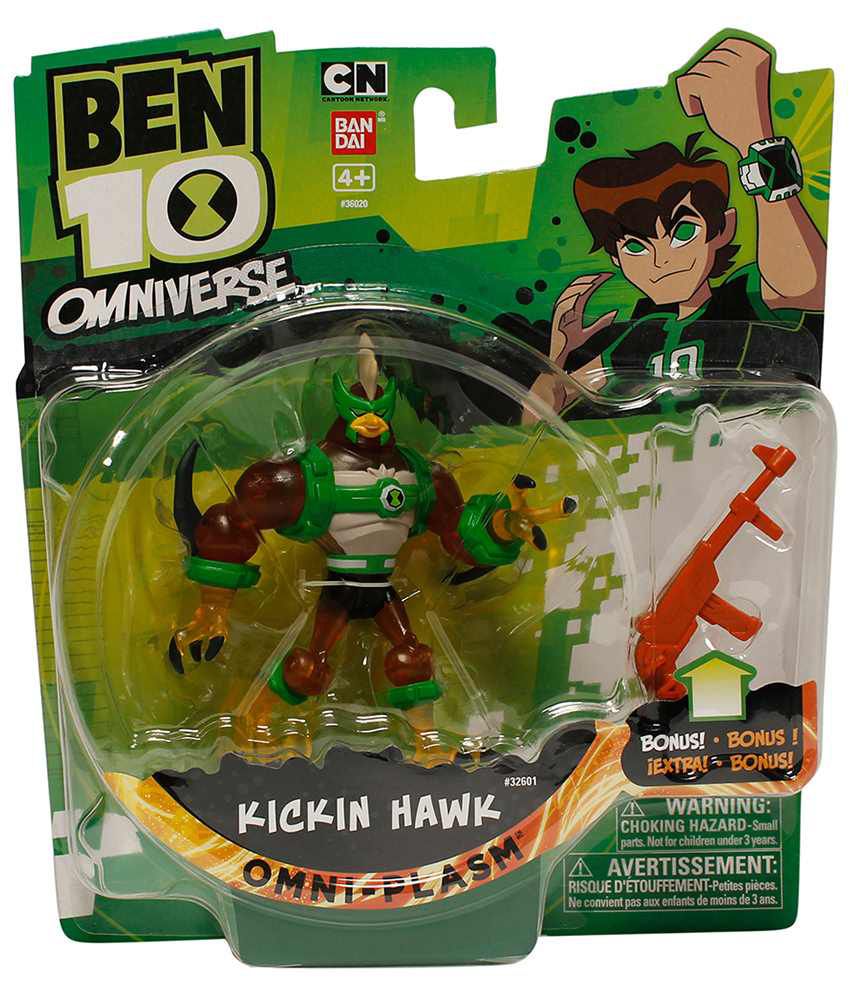 BEN
10
OMNIVERSE
CN
CARTOON NETWORK
BAN
DAI
4+
#36020
10
BONUS! • BONUS !
¡EXTRA! • BONUS!
#32601
KICKIN HAWK
OMNI-PLASM
WARNING:
CHOKING HAZARD-Small
parts. Not for children under 3 years.
AVERTISSEMENT:
RISQUE D'ÉTOUFFEMENT-Petites pièces.
Ne convient pas aux enfants de moins de 3 ans.